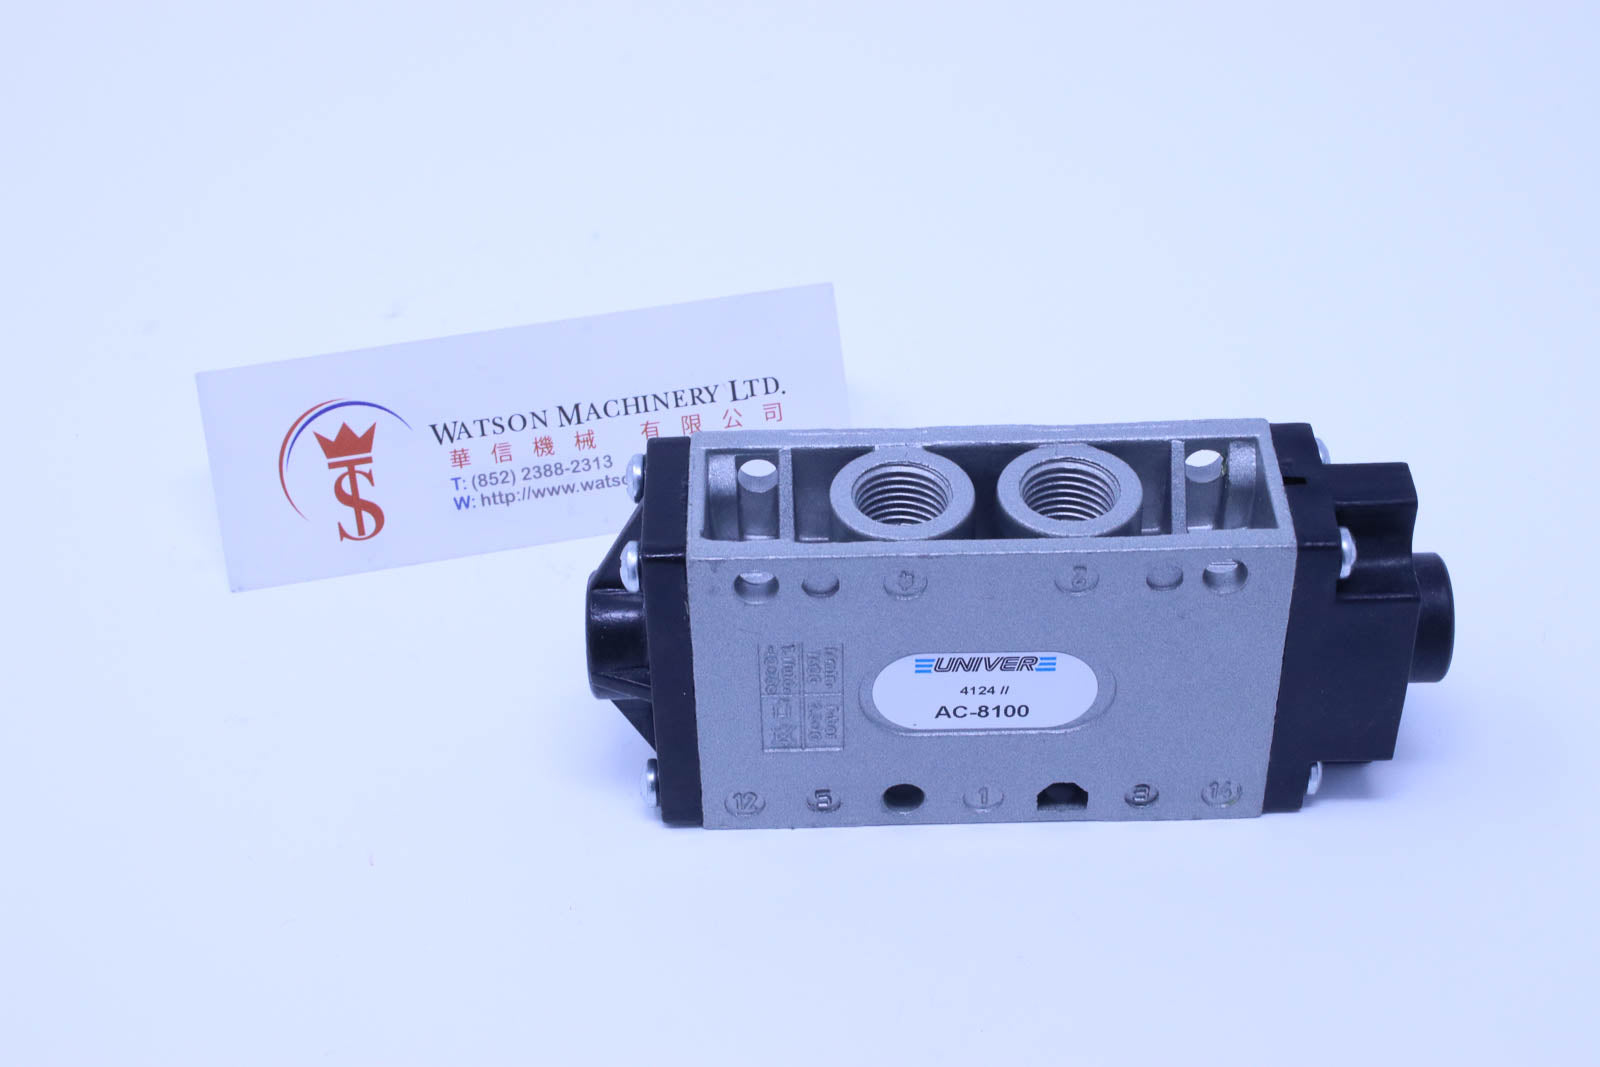 WATSON MACHINERY LTD.
華信機械 有限公司
T: (852) 2388-2313
W: http://www.wats
TS
4 2
UNIVER
4124 //
AC-8100
12 5 1 3 14